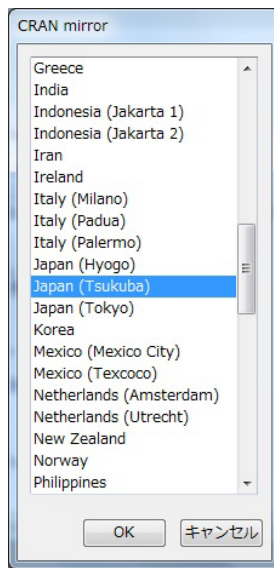 CRAN mirror
Greece
India
Indonesia (Jakarta 1)
Indonesia (Jakarta 2)
Iran
Ireland
Italy (Milano)
Italy (Padua)
Italy (Palermo)
Japan (Hyogo)
Japan (Tsukuba)
Japan (Tokyo)
Korea
Mexico (Mexico City)
Mexico (Texcoco)
Netherlands (Amsterdam)
Netherlands (Utrecht)
New Zealand
Norway
Philippines
OK キャンセル